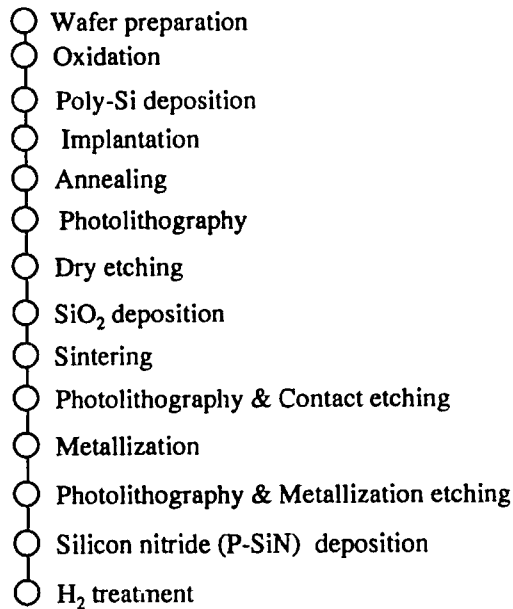 Wafer preparation
Oxidation
Poly-Si deposition
Implantation
Annealing
Photolithography
Dry etching
SiO₂ deposition
Sintering
Photolithography & Contact etching
Metallization
Photolithography & Metallization etching
Silicon nitride (P-SiN) deposition
H₂ treatment